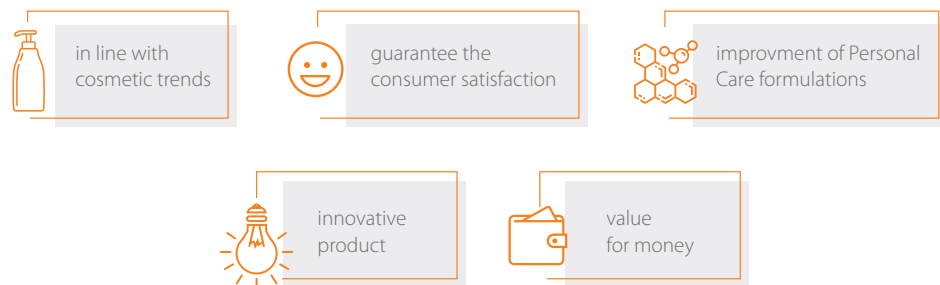 in line with
cosmetic trends
guarantee the
consumer satisfaction
improvment of Personal
Care formulations
innovative
product
value
for money